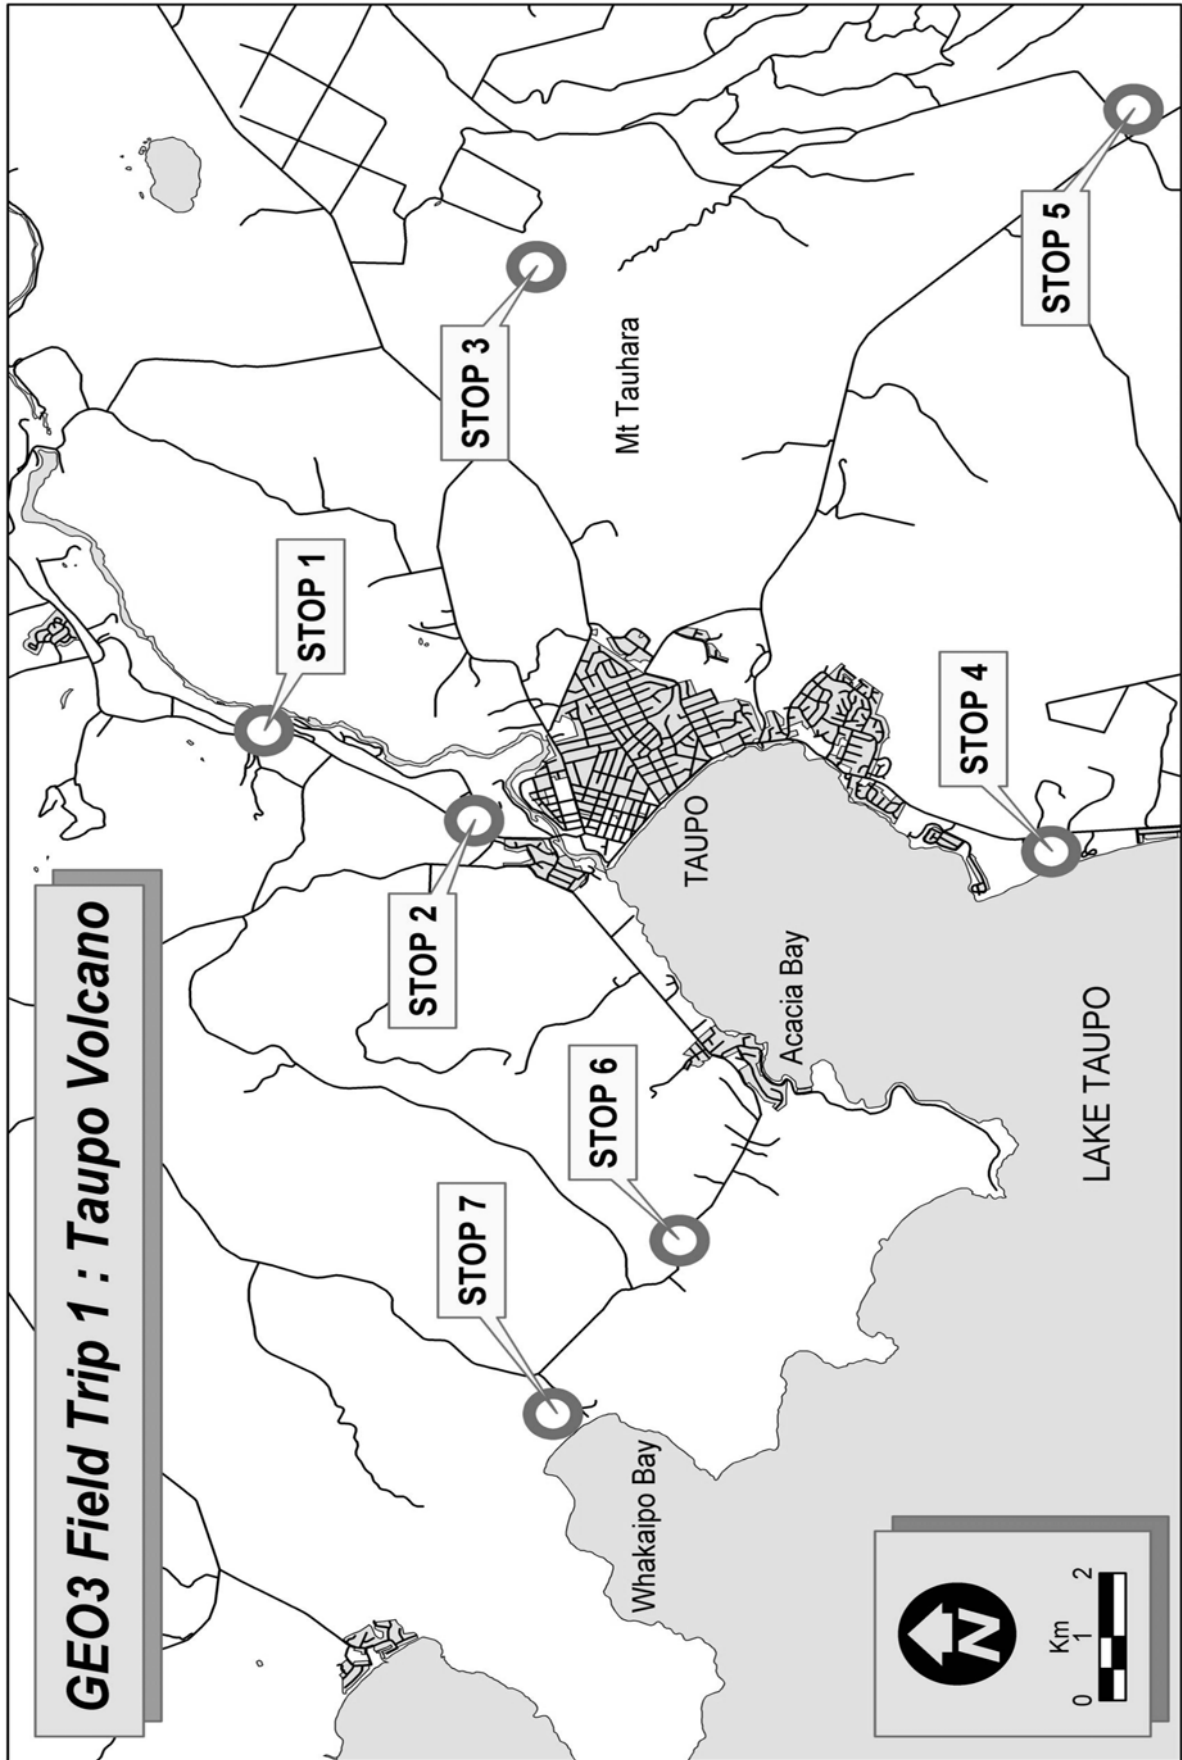 GEO3 Field Trip 1 : Taupo Volcano
STOP 1
STOP 2
STOP 3
Mt Tauhara
STOP 7
STOP 6
TAUPO
Acacia Bay
Whakaipo Bay
STOP 4
STOP 5
LAKE TAUPO
N
Km
0 1 2